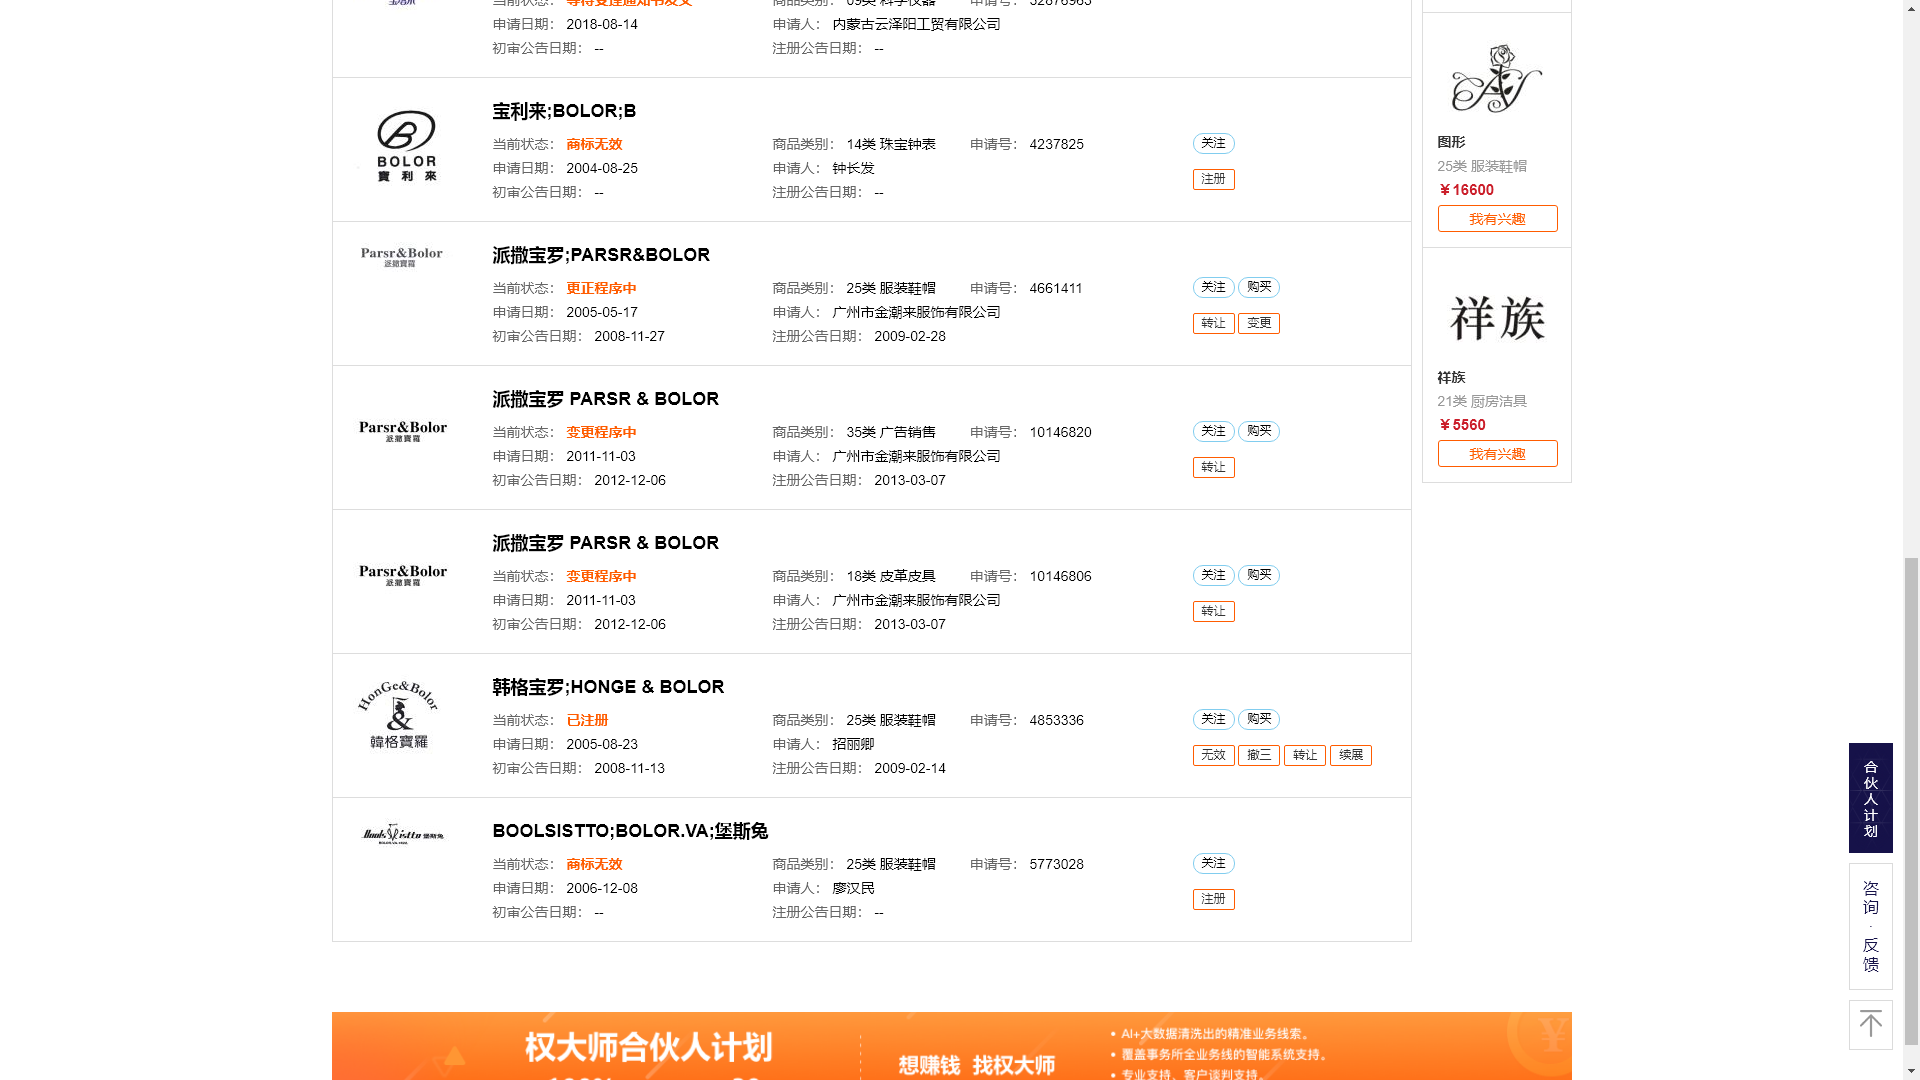 申请日期： 2018-08-14 申请人： 内蒙古云泽阳工贸有限公司
初审公告日期： -- 注册公告日期： --
BOLOR
寶利來
宝利来;BOLOR;B
当前状态： 商标无效 商品类别： 14类 珠宝钟表 申请号： 4237825 关注
申请日期： 2004-08-25 申请人： 钟长发
注册
初审公告日期： -- 注册公告日期： --
Parsr&Bolor
派撒寶羅
派撒宝罗;PARSR&BOLOR
当前状态： 更正程序中 商品类别： 25类 服装鞋帽 申请号： 4661411 关注 购买
申请日期： 2005-05-17 申请人： 广州市金潮来服饰有限公司
转让 变更
初审公告日期： 2008-11-27 注册公告日期： 2009-02-28
Parsr&Bolor
派撒寶羅
派撒宝罗 PARSR & BOLOR
当前状态： 变更程序中 商品类别： 35类 广告销售 申请号： 10146820 关注 购买
申请日期： 2011-11-03 申请人： 广州市金潮来服饰有限公司
转让
初审公告日期： 2012-12-06 注册公告日期： 2013-03-07
Parsr&Bolor
派撒寶羅
派撒宝罗 PARSR & BOLOR
当前状态： 变更程序中 商品类别： 18类 皮革皮具 申请号： 10146806 关注 购买
申请日期： 2011-11-03 申请人： 广州市金潮来服饰有限公司
转让
初审公告日期： 2012-12-06 注册公告日期： 2013-03-07
HonGe&Bolor
&
韓格寶羅
韩格宝罗;HONGE & BOLOR
当前状态： 已注册 商品类别： 25类 服装鞋帽 申请号： 4853336 关注 购买
申请日期： 2005-08-23 申请人： 招丽卿
无效 撤三 转让 续展
初审公告日期： 2008-11-13 注册公告日期： 2009-02-14
堡斯兔
BOOLSISTTO;BOLOR.VA;堡斯兔
当前状态： 商标无效 商品类别： 25类 服装鞋帽 申请号： 5773028 关注
申请日期： 2006-12-08 申请人： 廖汉民
注册
初审公告日期： -- 注册公告日期： --
图形
25类 服装鞋帽
￥16600
我有兴趣
祥族
祥族
21类 厨房洁具
￥5560
我有兴趣
合伙人计划
咨询·反馈
权大师合伙人计划
想赚钱 找权大师
• AI+大数据清洗出的精准业务线索。
• 覆盖事务所全业务线的智能系统支持。
• 专业支持、客户谈判支持。